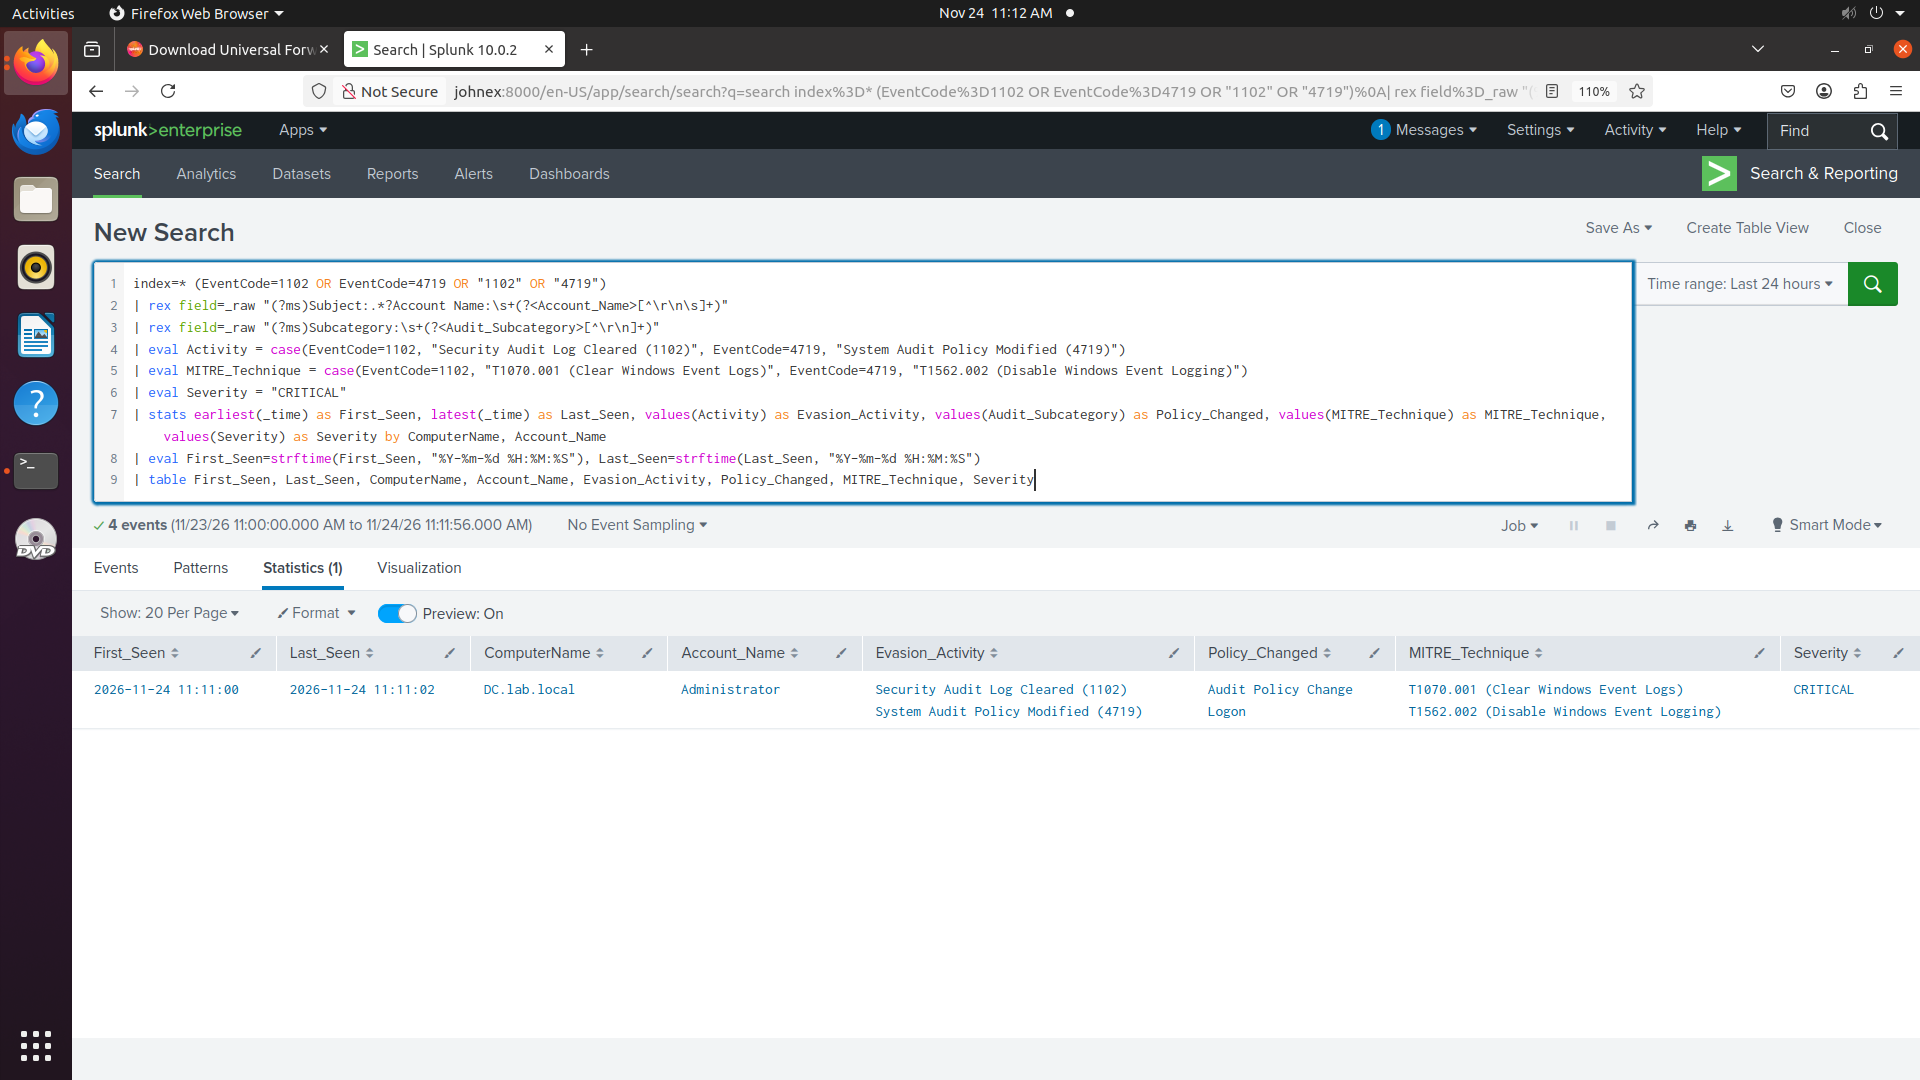 Activities
Firefox Web Browser
Nov 24 11:12 AM
Download Universal Forw
Search | Splunk 10.0.2
Not Secure
johnex:8000/en-US/app/search/search?q=search index%3D* (EventCode%3D1102 OR EventCode%3D4719 OR "1102" OR "4719")%0A| rex field%3D_raw "(
110%
splunk>enterprise
Apps
1 Messages
Settings
Activity
Help
Find
Search
Analytics
Datasets
Reports
Alerts
Dashboards
Search & Reporting
New Search
Save As
Create Table View
Close
1 index=* (EventCode=1102 OR EventCode=4719 OR "1102" OR "4719")
2 | rex field=_raw "(?ms)Subject:.*?Account Name:\s+(?<Account_Name>[^\r\n\s]+)"
3 | rex field=_raw "(?ms)Subcategory:\s+(?<Audit_Subcategory>[^\r\n]+)"
4 | eval Activity = case(EventCode=1102, "Security Audit Log Cleared (1102)", EventCode=4719, "System Audit Policy Modified (4719)")
5 | eval MITRE_Technique = case(EventCode=1102, "T1070.001 (Clear Windows Event Logs)", EventCode=4719, "T1562.002 (Disable Windows Event Logging)")
6 | eval Severity = "CRITICAL"
7 | stats earliest(_time) as First_Seen, latest(_time) as Last_Seen, values(Activity) as Evasion_Activity, values(Audit_Subcategory) as Policy_Changed, values(MITRE_Technique) as MITRE_Technique,
values(Severity) as Severity by ComputerName, Account_Name
8 | eval First_Seen=strftime(First_Seen, "%Y-%m-%d %H:%M:%S"), Last_Seen=strftime(Last_Seen, "%Y-%m-%d %H:%M:%S")
9 | table First_Seen, Last_Seen, ComputerName, Account_Name, Evasion_Activity, Policy_Changed, MITRE_Technique, Severity
Time range: Last 24 hours
4 events (11/23/26 11:00:00.000 AM to 11/24/26 11:11:56.000 AM)
No Event Sampling
Job
Smart Mode
Events
Patterns
Statistics (1)
Visualization
Show: 20 Per Page
Format
Preview: On
First_Seen
Last_Seen
ComputerName
Account_Name
Evasion_Activity
Policy_Changed
MITRE_Technique
Severity
2026-11-24 11:11:00
2026-11-24 11:11:02
DC.lab.local
Administrator
Security Audit Log Cleared (1102)
System Audit Policy Modified (4719)
Audit Policy Change
Logon
T1070.001 (Clear Windows Event Logs)
T1562.002 (Disable Windows Event Logging)
CRITICAL
DVD